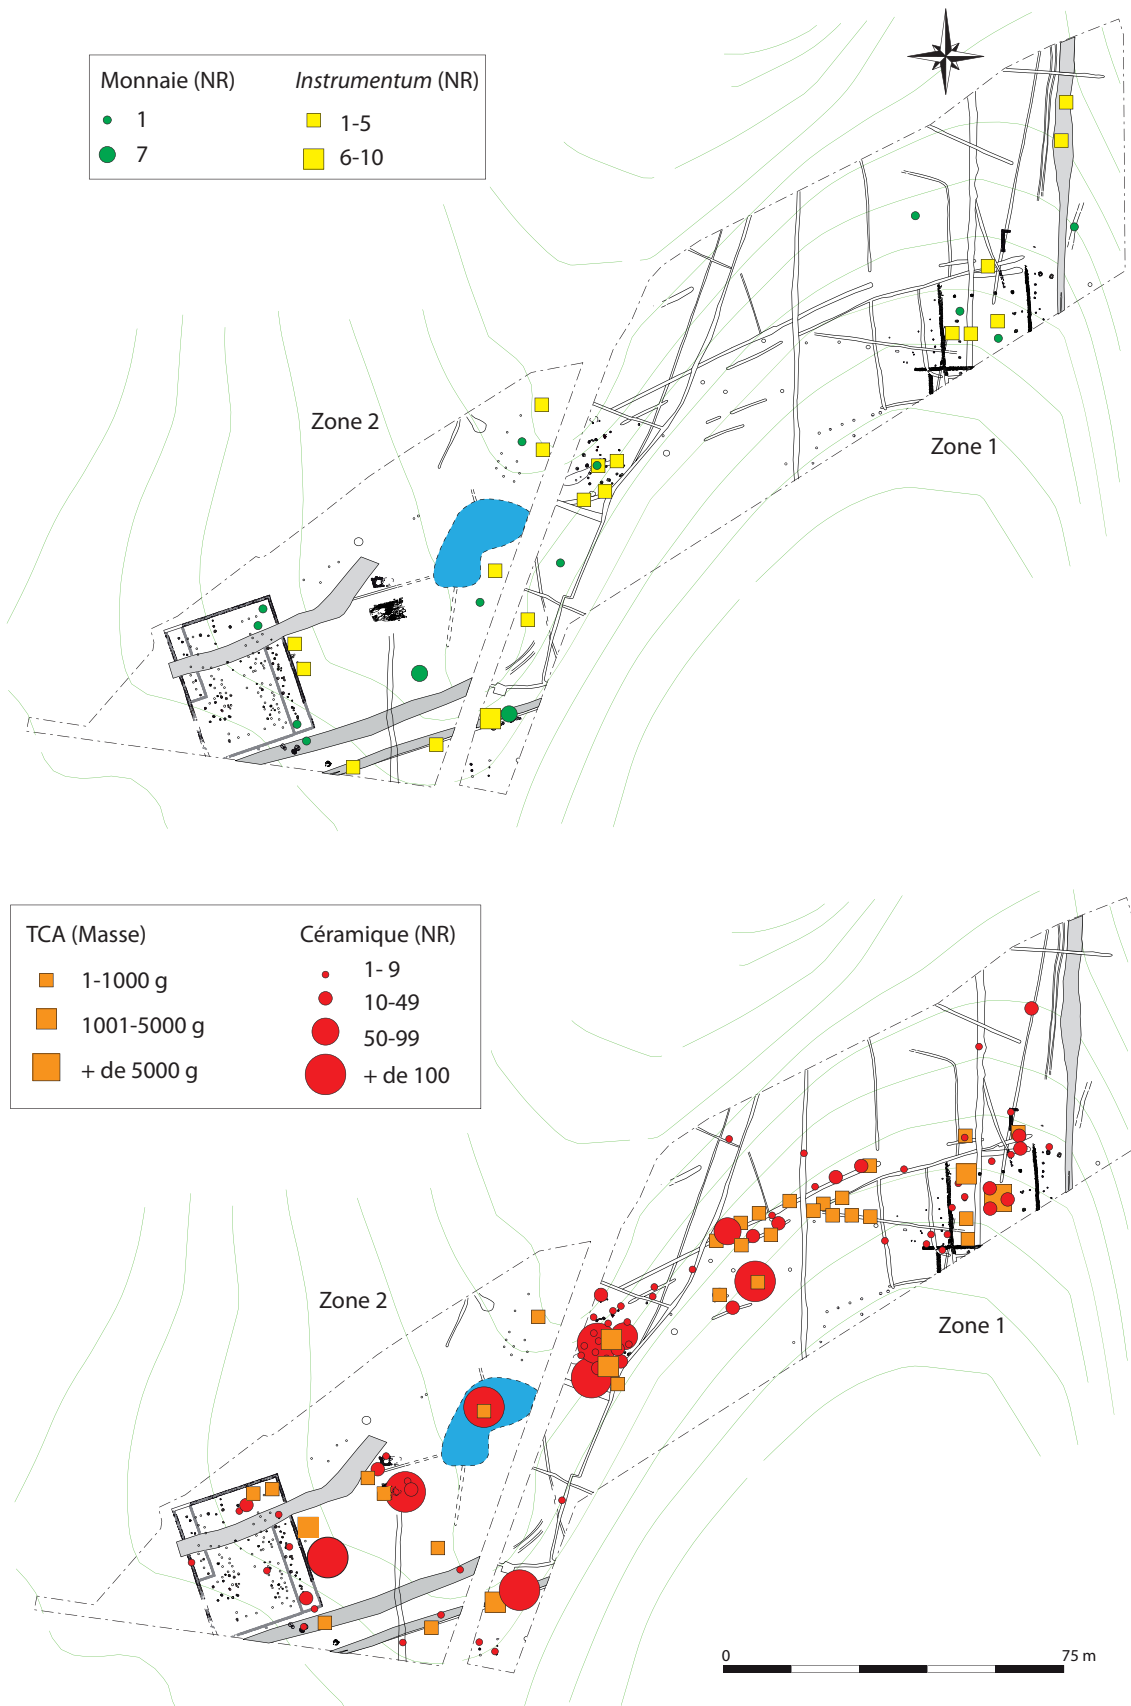 Monnaie (NR)
1
7
Instrumentum (NR)
1-5
6-10
Zone 2
Zone 1
TCA (Masse)
1-1000 g
1001-5000 g
+ de 5000 g
Céramique (NR)
1- 9
10-49
50-99
+ de 100
Zone 2
Zone 1
0
75 m